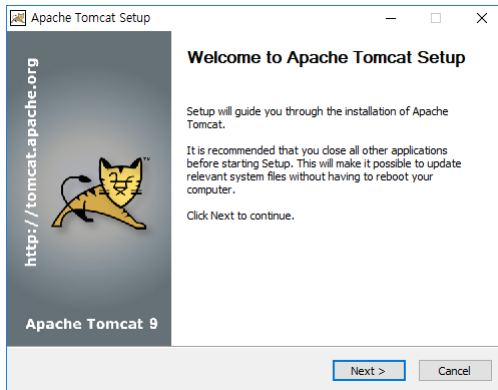 Apache Tomcat Setup
http://tomcat.apache.org
TM
Apache Tomcat 9
Welcome to Apache Tomcat Setup
Setup will guide you through the installation of Apache
Tomcat.
It is recommended that you close all other applications
before starting Setup. This will make it possible to update
relevant system files without having to reboot your
computer.
Click Next to continue.
Next >
Cancel